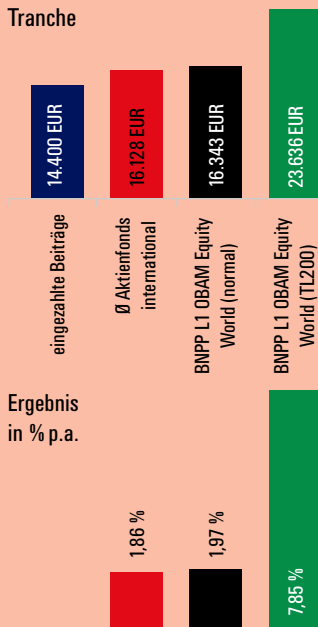 Tranche
14.400 EUR
16.128 EUR
16.343 EUR
23.636 EUR
eingezahlte Beiträge
Ø Aktienfonds
international
BNPP L1 OBAM Equity
World (normal)
BNPP L1 OBAM Equity
World (TL200)
Ergebnis
in % p.a.
1,86 %
1,97 %
7,85 %